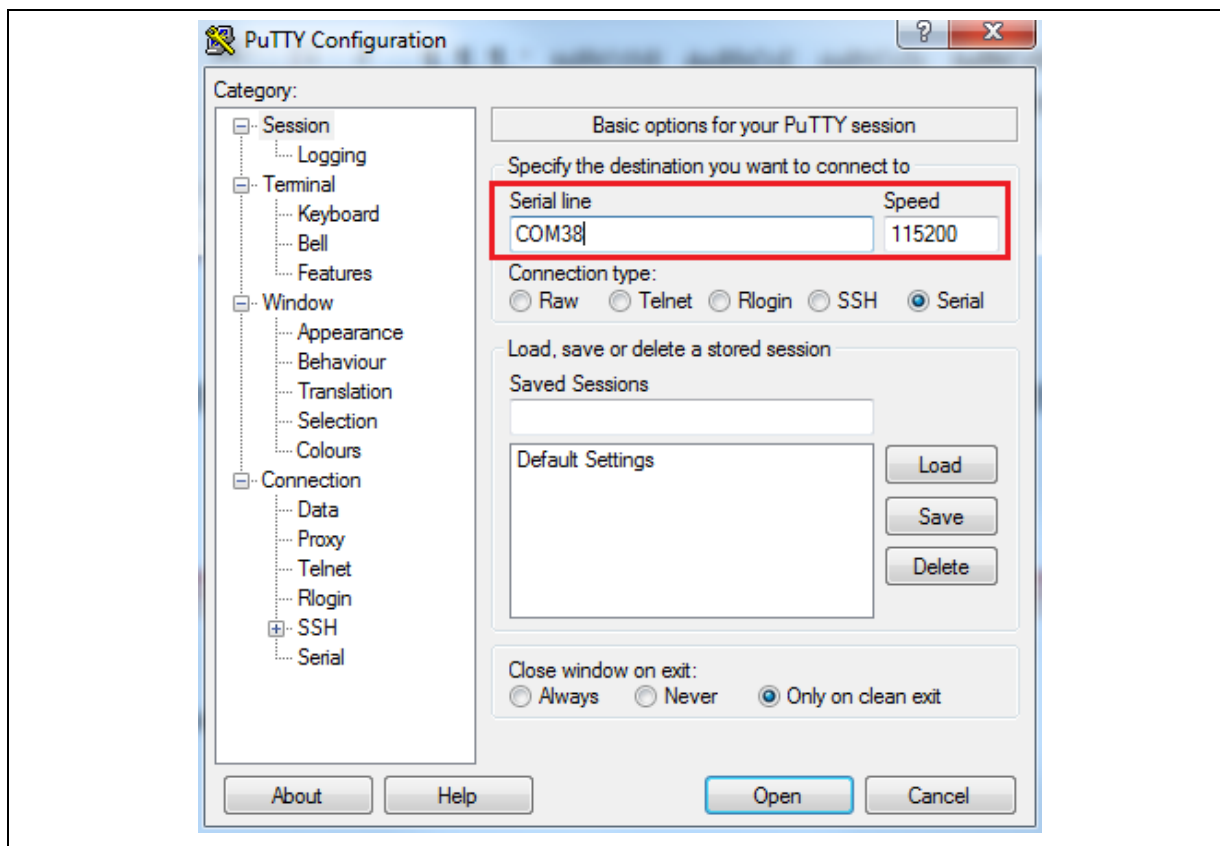 PuTTY Configuration
?
X
Category:
Session
Logging
Terminal
Keyboard
Bell
Features
Window
Appearance
Behaviour
Translation
Selection
Colours
Connection
Data
Proxy
Telnet
Rlogin
SSH
Serial
Basic options for your PuTTY session
Specify the destination you want to connect to
Serial line Speed
COM38 115200
Connection type:
Raw Telnet Rlogin SSH Serial
Load, save or delete a stored session
Saved Sessions
Default Settings
Load
Save
Delete
Close window on exit:
Always Never Only on clean exit
About Help Open Cancel